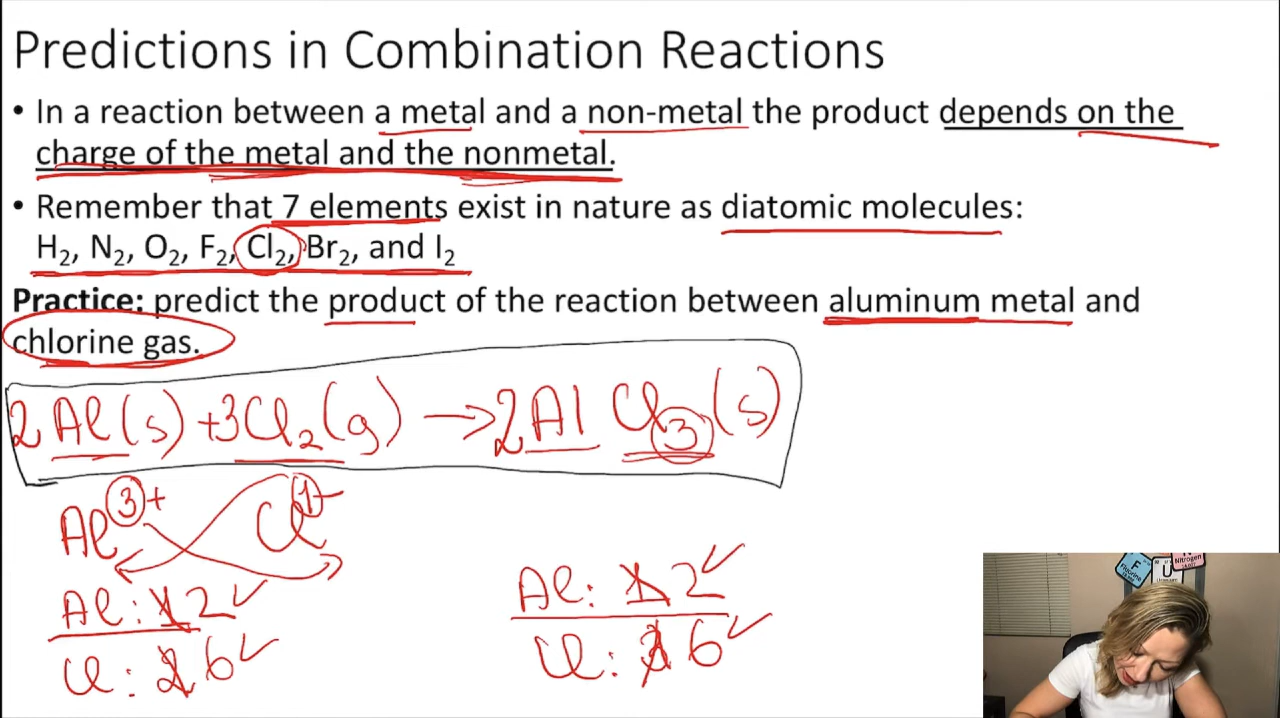 Predictions in Combination Reactions
• In a reaction between a metal and a non-metal the product depends on the
charge of the metal and the nonmetal.
• Remember that 7 elements exist in nature as diatomic molecules:
H₂, N₂, O₂, F₂, Cl₂, Br₂, and I₂
Practice: predict the product of the reaction between aluminum metal and
chlorine gas.
2Al(s) + 3Cl₂(g) → 2AlCl₃(s)
Al³⁺ Cl¹⁻
Al: 1 2 ✓
Cl: 2 6 ✓
Al: 1 2 ✓
Cl: 3 6 ✓
F
Fluorine
U
Nitrogen